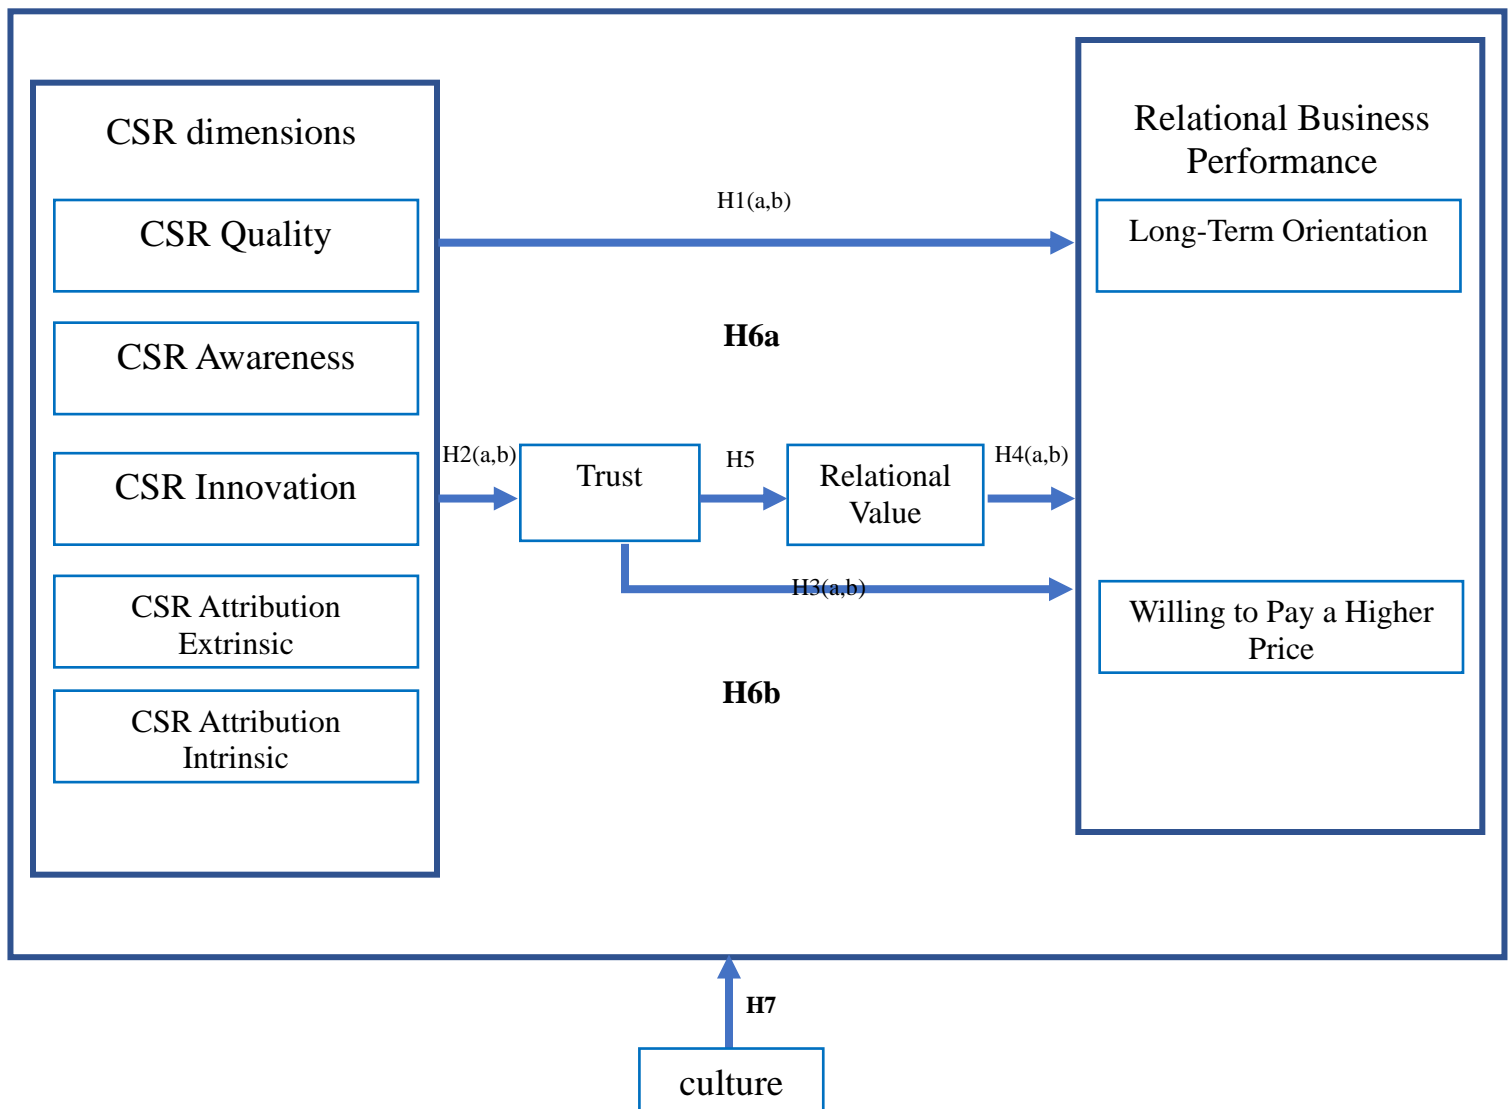 CSR dimensions
CSR Quality
CSR Awareness
CSR Innovation
CSR Attribution
Extrinsic
CSR Attribution
Intrinsic
H1(a,b)
H6a
H2(a,b)
Trust
H5
Relational
Value
H4(a,b)
H3(a,b)
H6b
Relational Business
Performance
Long-Term Orientation
Willing to Pay a Higher
Price
H7
culture